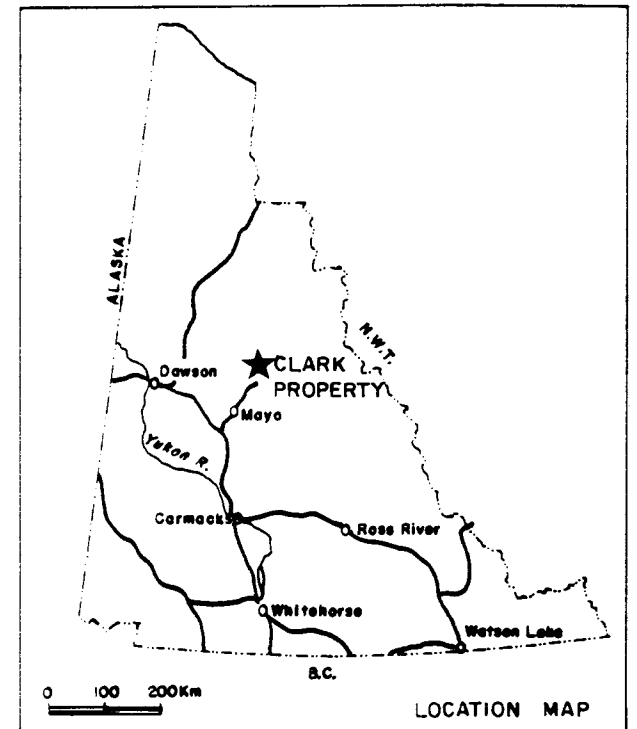 ALASKA
N.W.T.
Dawson
CLARK
PROPERTY
Mayo
Yukon R.
Carmacks
Ross River
Whitehorse
Watson Lake
B.C.
0 100 200Km
LOCATION MAP